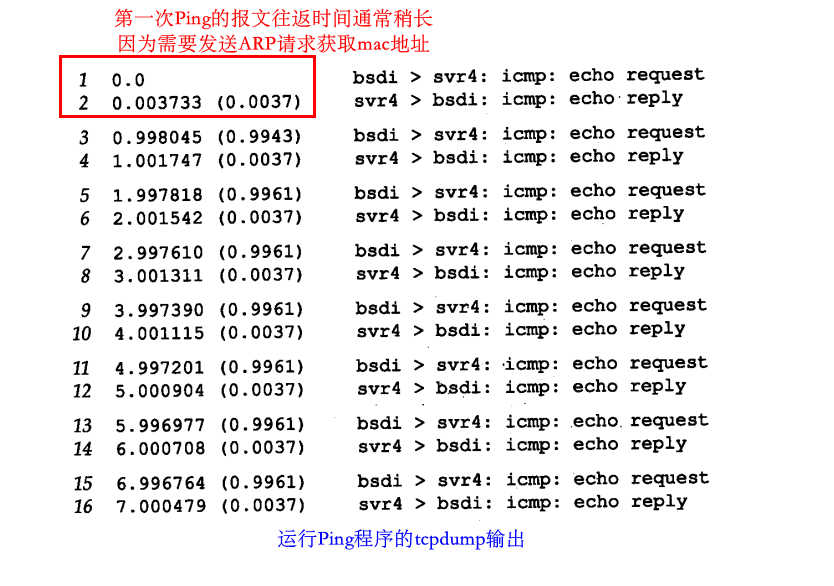 第一次Ping的报文往返时间通常稍长
因为需要发送ARP请求获取mac地址
1 0.0 bsdi > svr4: icmp: echo request
2 0.003733 (0.0037) svr4 > bsdi: icmp: echo reply
3 0.998045 (0.9943) bsdi > svr4: icmp: echo request
4 1.001747 (0.0037) svr4 > bsdi: icmp: echo reply
5 1.997818 (0.9961) bsdi > svr4: icmp: echo request
6 2.001542 (0.0037) svr4 > bsdi: icmp: echo reply
7 2.997610 (0.9961) bsdi > svr4: icmp: echo request
8 3.001311 (0.0037) svr4 > bsdi: icmp: echo reply
9 3.997390 (0.9961) bsdi > svr4: icmp: echo request
10 4.001115 (0.0037) svr4 > bsdi: icmp: echo reply
11 4.997201 (0.9961) bsdi > svr4: icmp: echo request
12 5.000904 (0.0037) svr4 > bsdi: icmp: echo reply
13 5.996977 (0.9961) bsdi > svr4: icmp: echo request
14 6.000708 (0.0037) svr4 > bsdi: icmp: echo reply
15 6.996764 (0.9961) bsdi > svr4: icmp: echo request
16 7.000479 (0.0037) svr4 > bsdi: icmp: echo reply
运行Ping程序的tcpdump输出